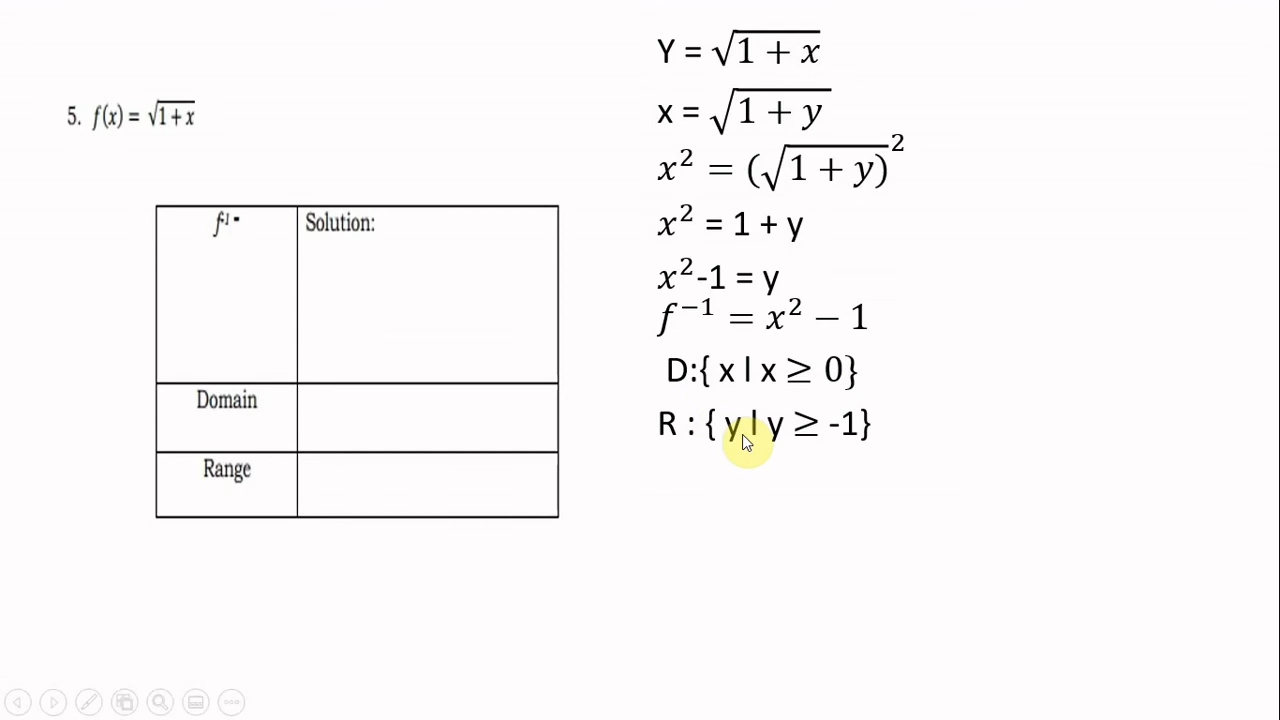 5. f(x) = √1+x
f⁻¹ =
Solution:
Domain
Range
Y = √1 + x
x = √1 + y
x² = (√1 + y)²
x² = 1 + y
x²-1 = y
f⁻¹ = x² − 1
D:{ x l x ≥ 0}
R : { y l y ≥ -1}